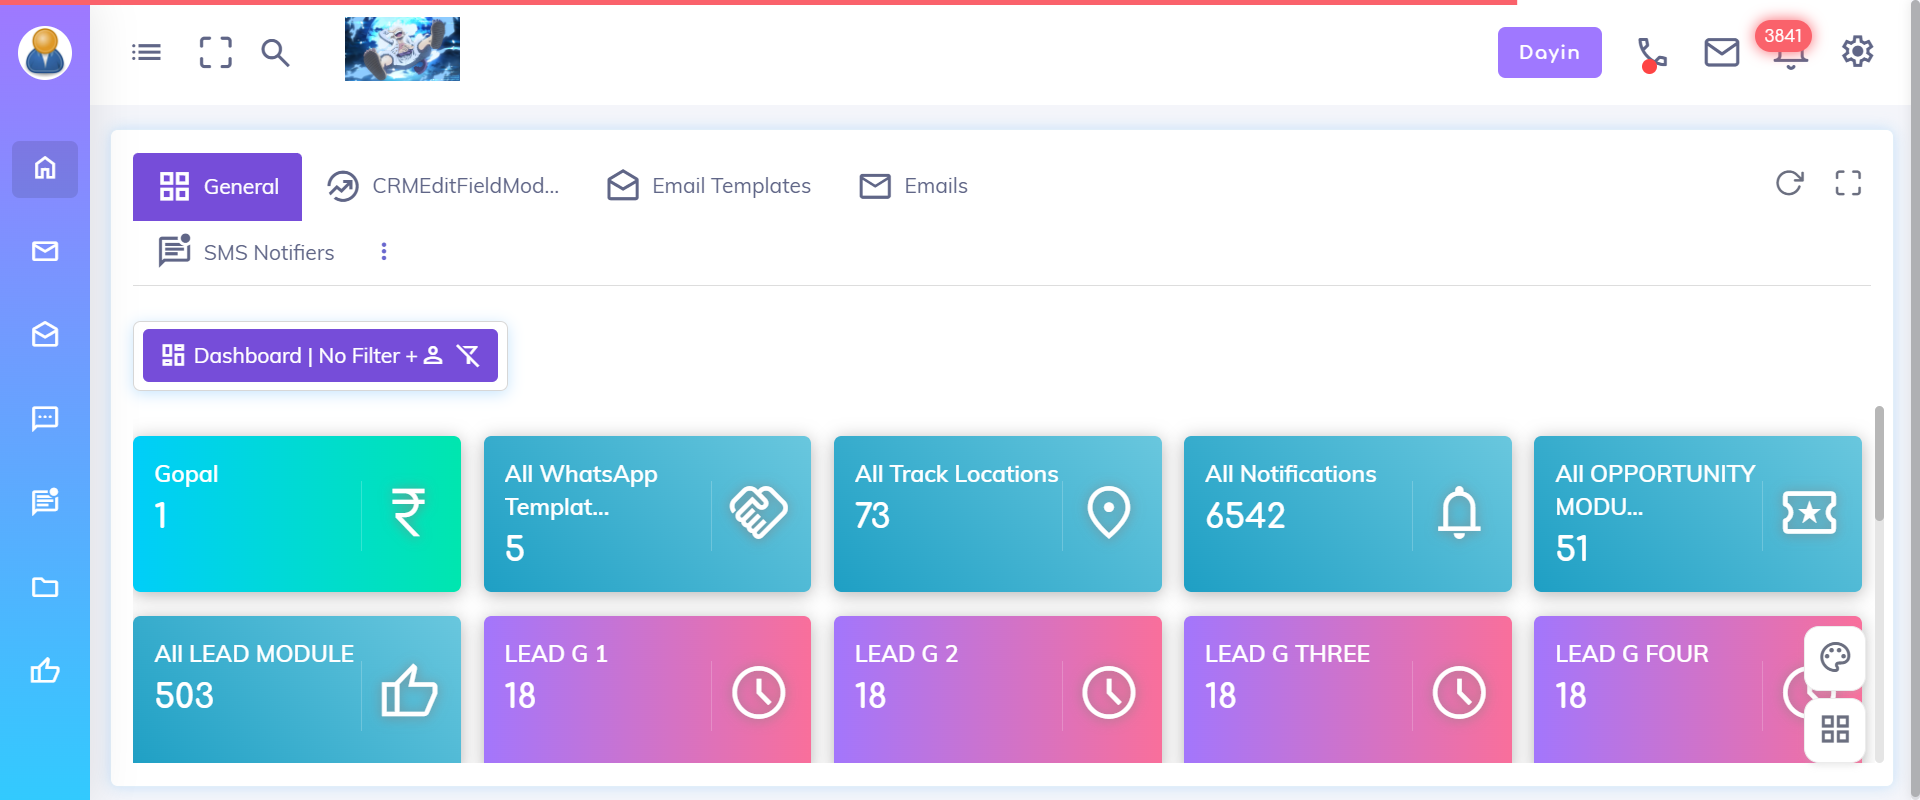 Dayin
3841
General
CRMEditFieldMod...
Email Templates
Emails
SMS Notifiers
Dashboard | No Filter +
Gopal
1
All WhatsApp
Templat...
5
All Track Locations
73
All Notifications
6542
All OPPORTUNITY
MODU...
51
All LEAD MODULE
503
LEAD G 1
18
LEAD G 2
18
LEAD G THREE
18
LEAD G FOUR
18